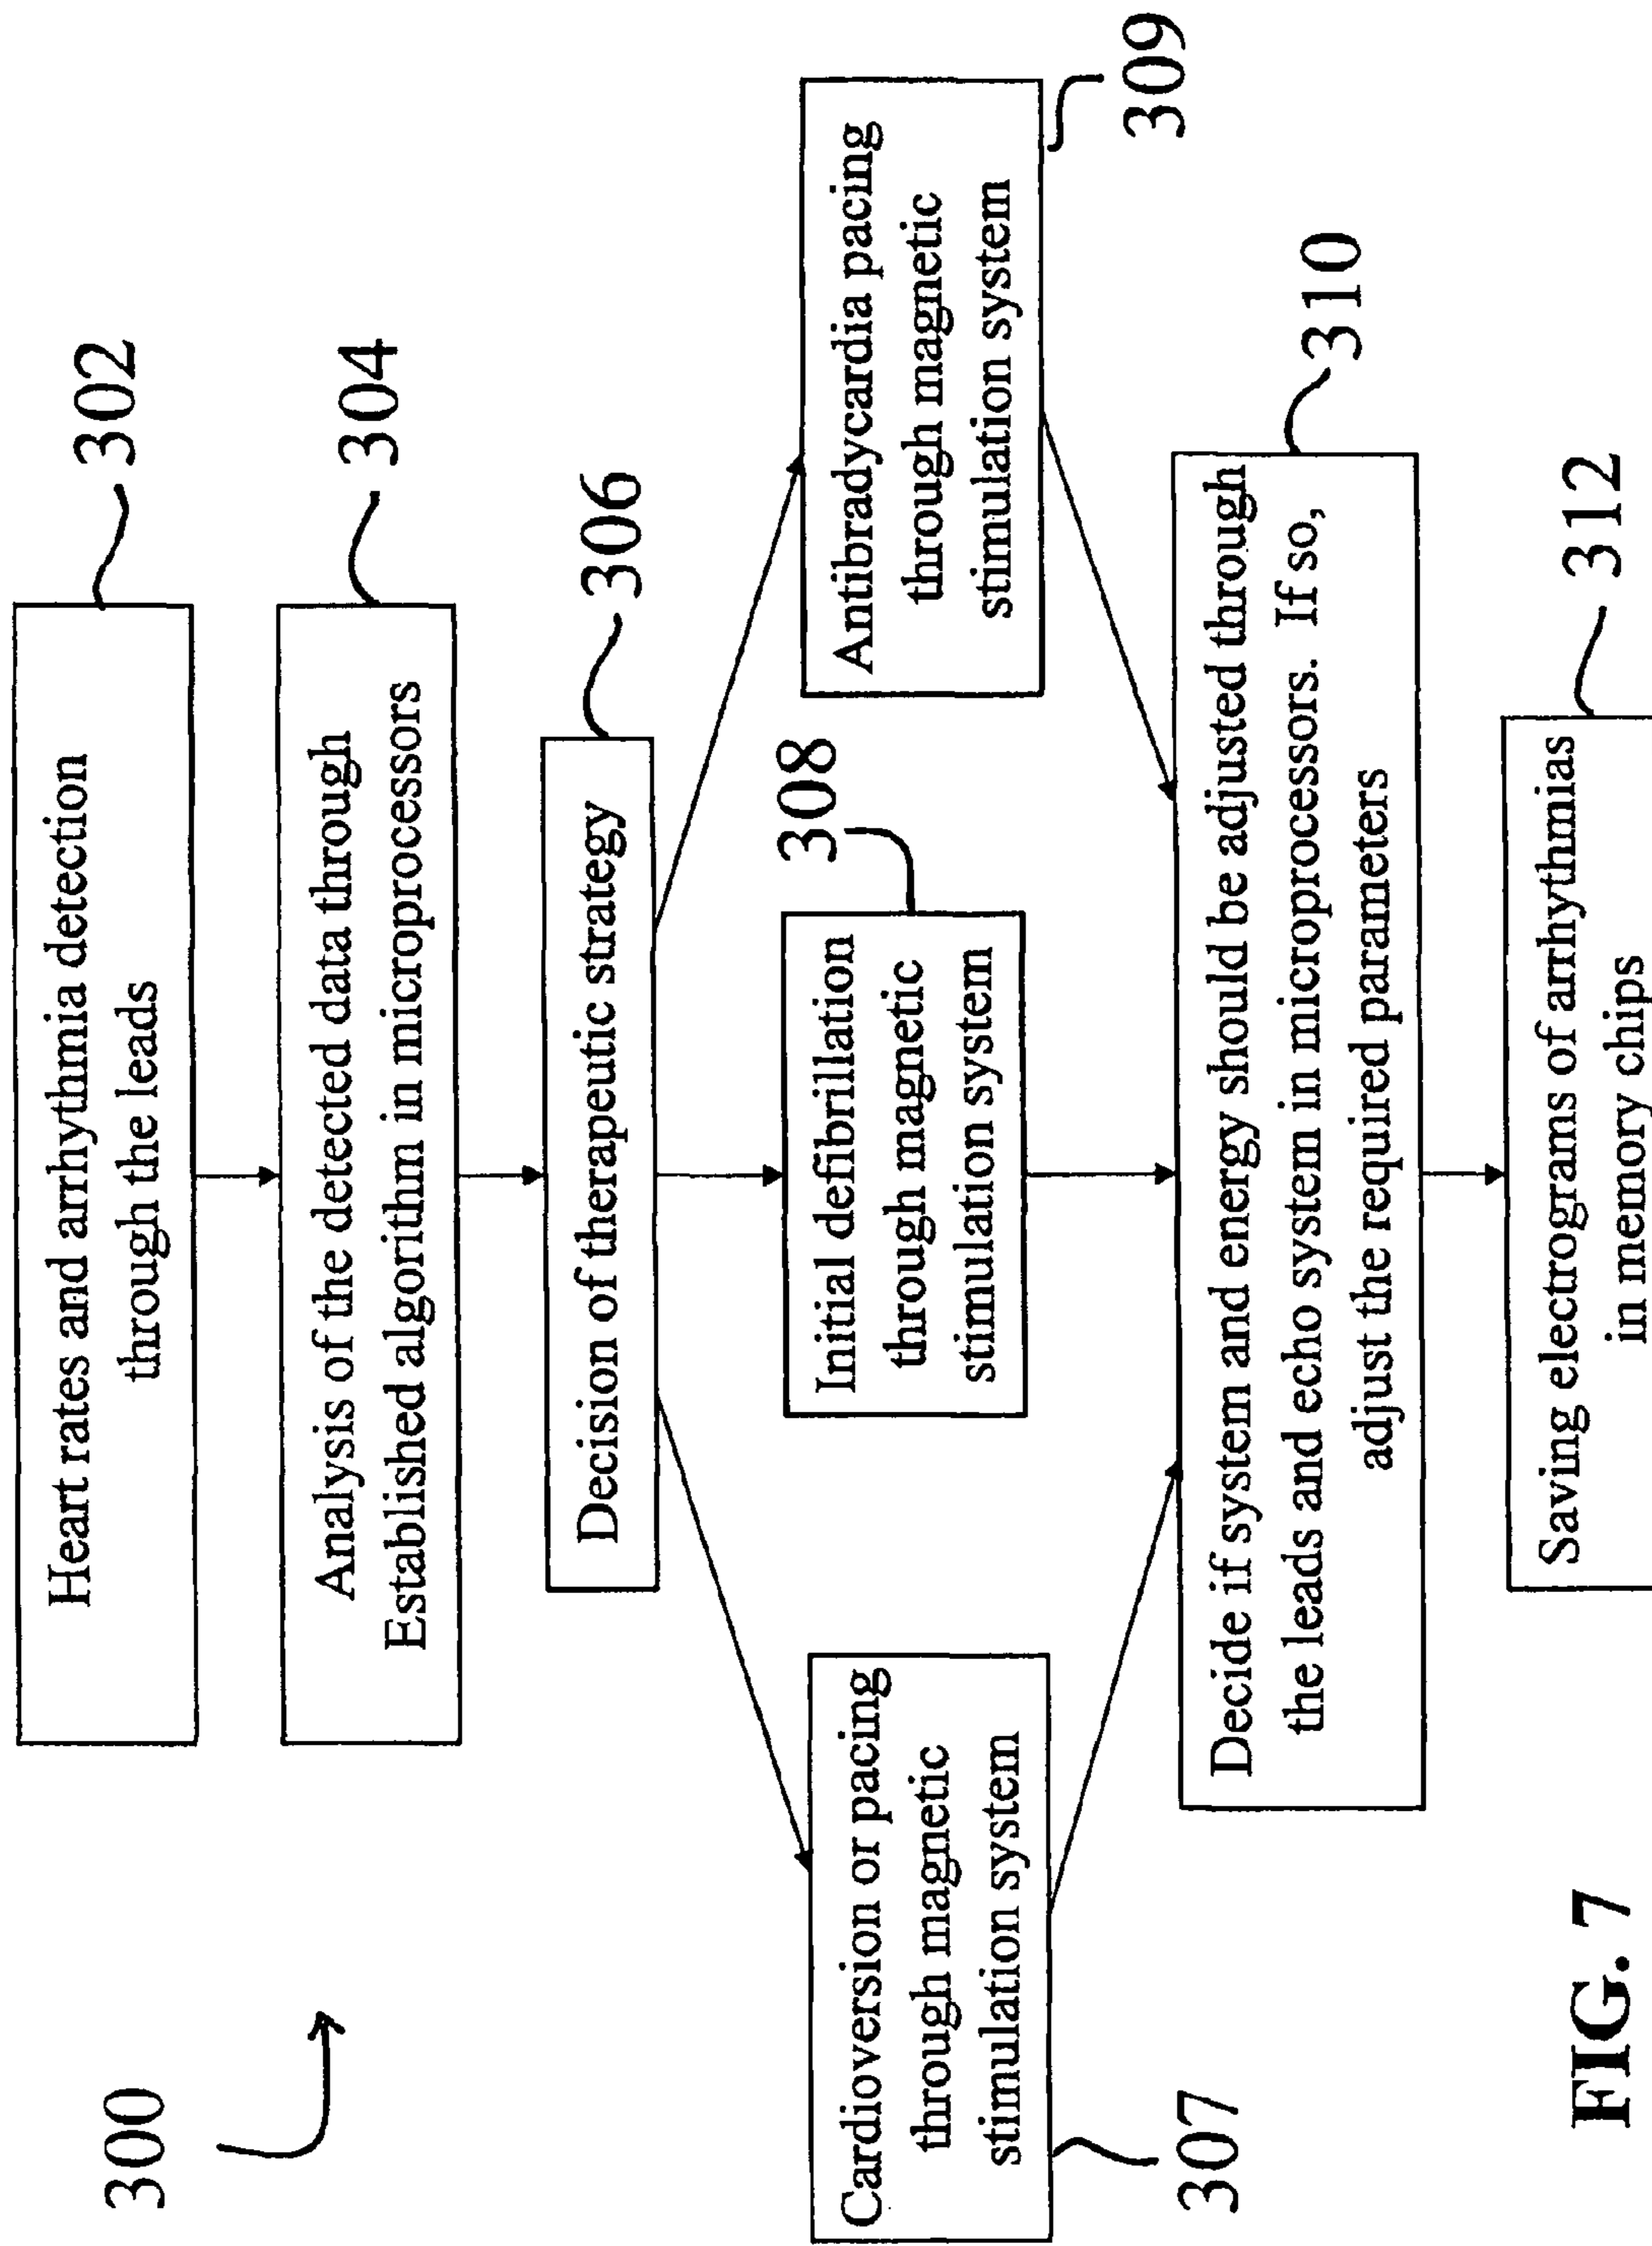 300
Heart rates and arrhythmia detection
through the leads
302
Analysis of the detected data through
Established algorithm in microprocessors
304
Decision of therapeutic strategy
306
Cardioversion or pacing
through magnetic
stimulation system
307
Initial defibrillation
through magnetic
stimulation system
308
Antibradycardia pacing
through magnetic
stimulation system
309
Decide if system and energy should be adjusted through
the leads and echo system in microprocessors. If so,
adjust the required parameters
310
Saving electrograms of arrhythmias
in memory chips
312
FIG. 7